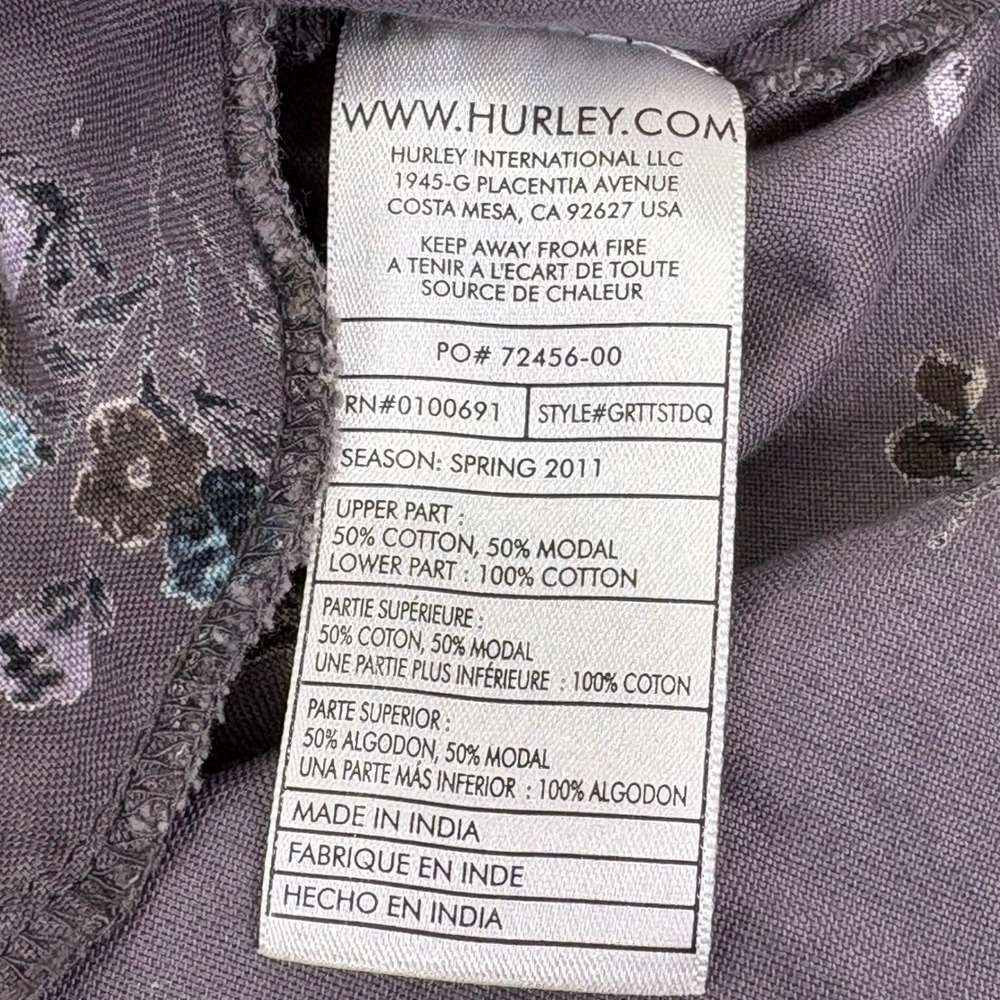 WWW.HURLEY.COM
HURLEY INTERNATIONAL LLC
1945-G PLACENTIA AVENUE
COSTA MESA, CA 92627 USA
KEEP AWAY FROM FIRE
A TENIR A L'ECART DE TOUTE
SOURCE DE CHALEUR
PO# 72456-00
RN#0100691 STYLE#GRTTSTDQ
SEASON: SPRING 2011
UPPER PART :
50% COTTON, 50% MODAL
LOWER PART : 100% COTTON
PARTIE SUPÉRIEURE :
50% COTON, 50% MODAL
UNE PARTIE PLUS INFÉRIEURE : 100% COTON
PARTE SUPERIOR :
50% ALGODON, 50% MODAL
UNA PARTE MÁS INFERIOR : 100% ALGODON
MADE IN INDIA
FABRIQUE EN INDE
HECHO EN INDIA